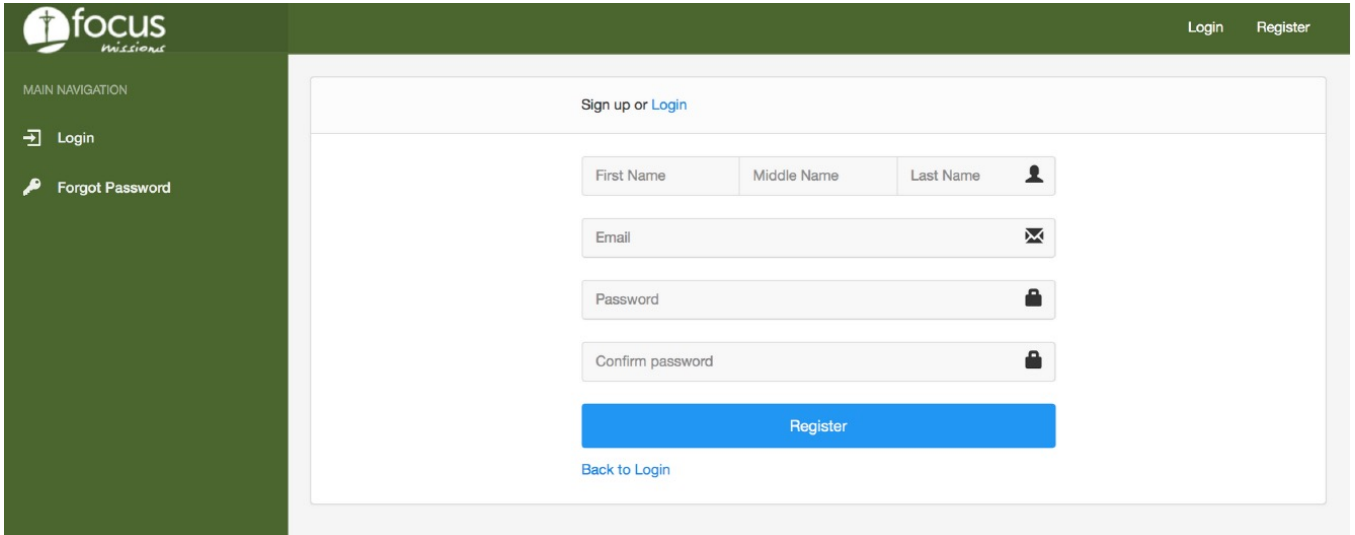 focus
missions
Login Register
MAIN NAVIGATION
Login
Forgot Password
Sign up or Login
First Name Middle Name Last Name
Email
Password
Confirm password
Register
Back to Login